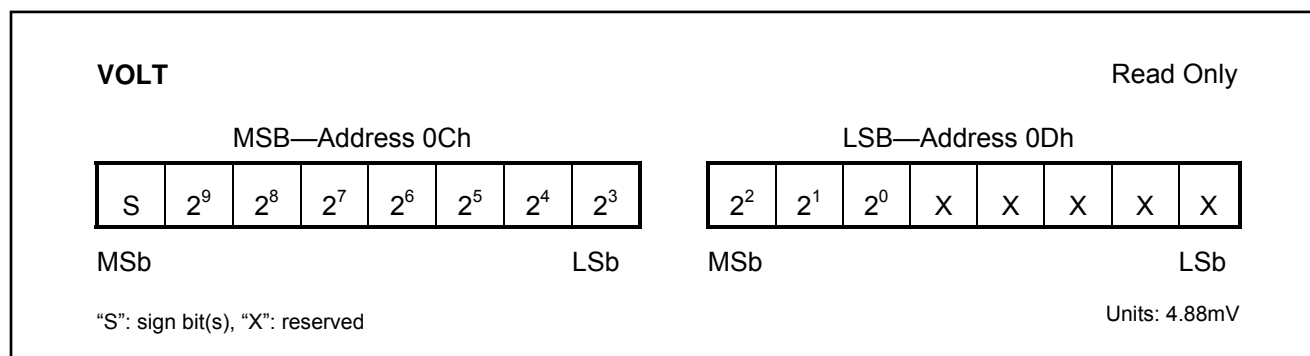 VOLT Read Only
MSB—Address 0Ch LSB—Address 0Dh
S 2⁹ 2⁸ 2⁷ 2⁶ 2⁵ 2⁴ 2³ 2² 2¹ 2⁰ X X X X X
MSb LSb MSb LSb
“S”: sign bit(s), “X”: reserved Units: 4.88mV